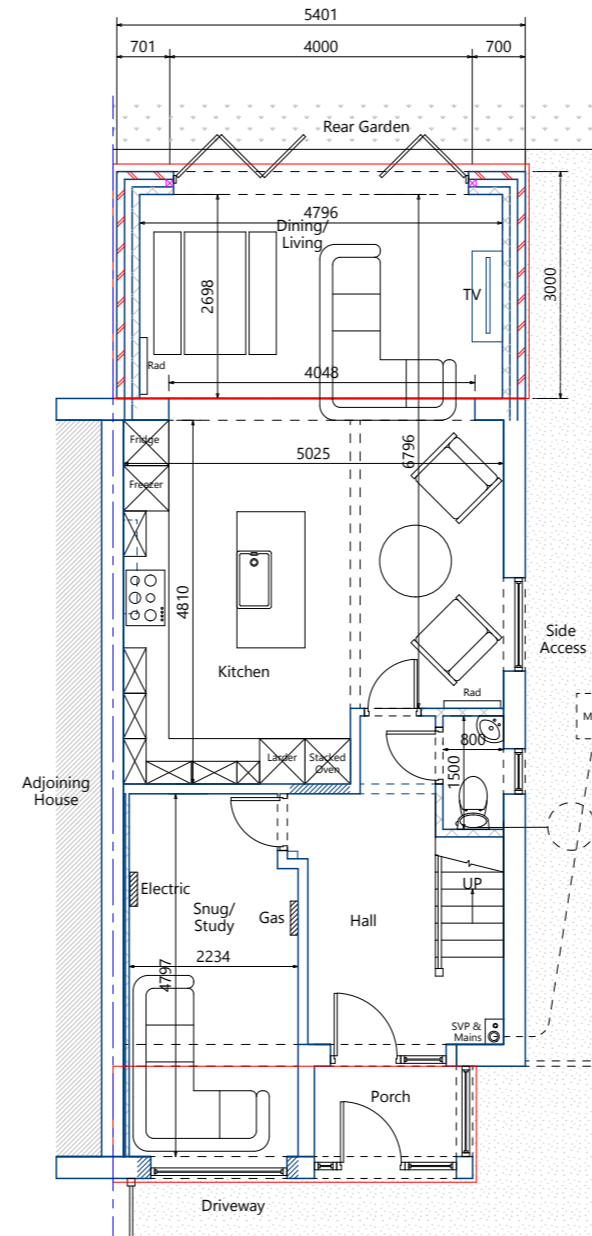 5401
701
4000
700
Rear Garden
4796
Dining/
Living
2698
TV
3000
Rad
4048
6796
Fridge
5025
Freezer
4810
Side
Access
Kitchen
Rad
M
800
Larder
Stacked
Oven
1500
Adjoining
House
UP
Electric
Snug/
Study
Gas
Hall
2234
4797
SVP &
Mains
Porch
Driveway